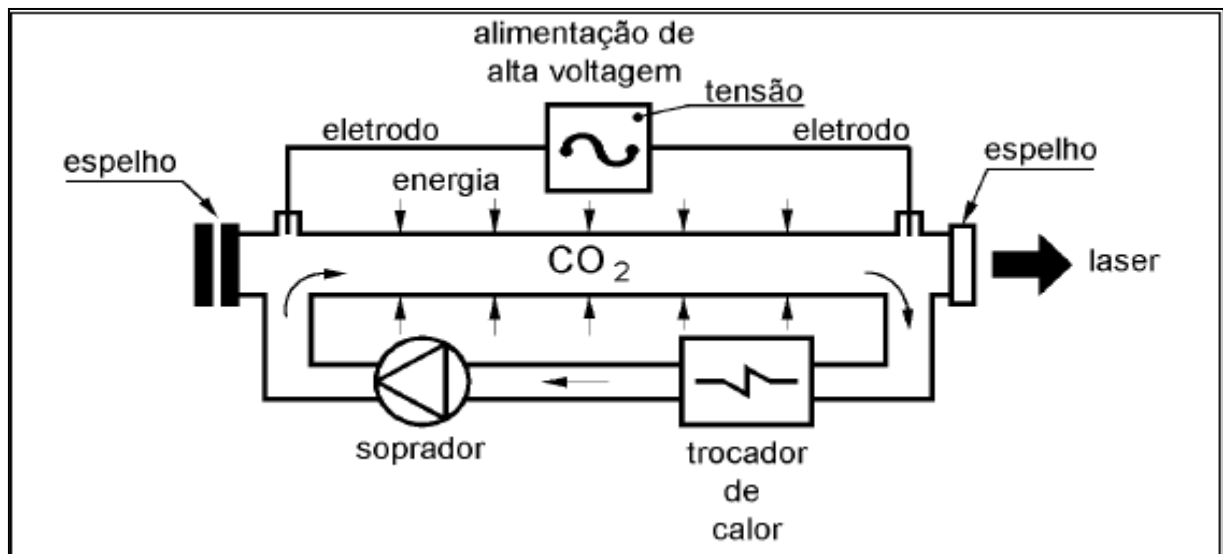 alimentação de
alta voltagem
tensão
eletrodo
eletrodo
espelho
espelho
energia
CO₂
laser
soprador
trocador
de
calor